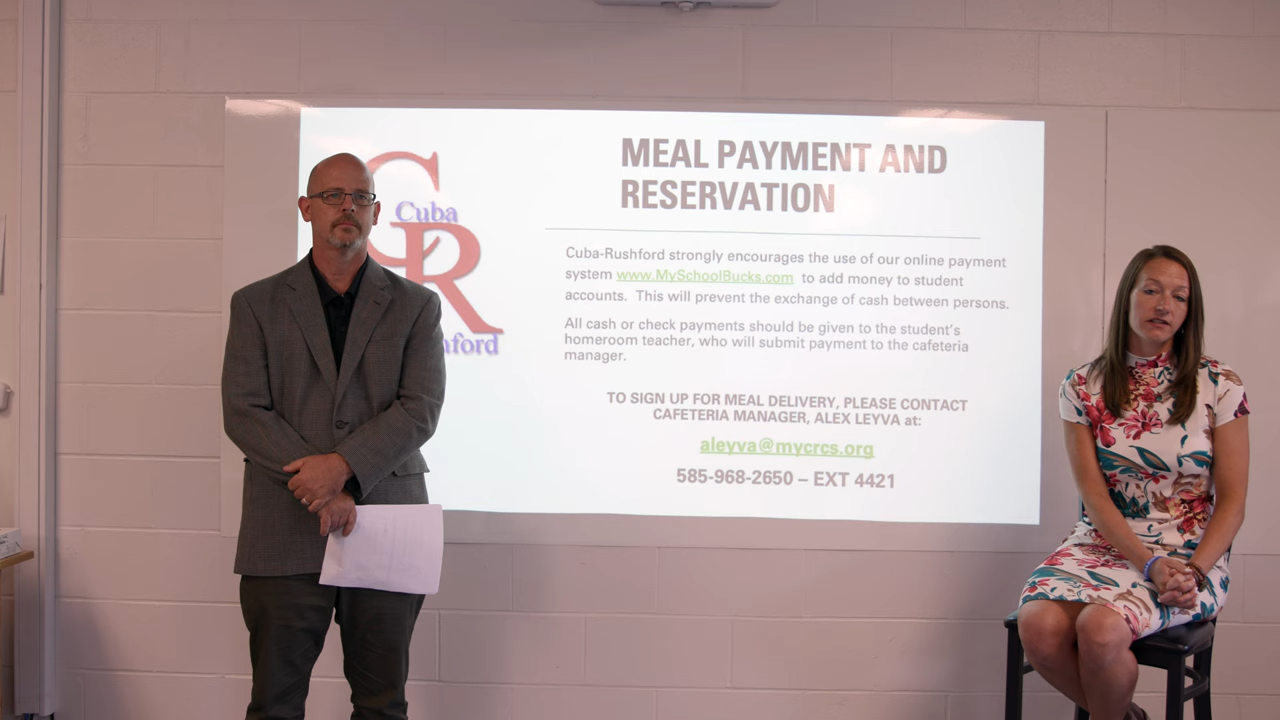 CR
Cuba
MEAL PAYMENT AND
RESERVATION
Cuba-Rushford strongly encourages the use of our online payment
system www.MySchoolBucks.com to add money to student
accounts. This will prevent the exchange of cash between persons.
All cash or check payments should be given to the student's
homeroom teacher, who will submit payment to the cafeteria
manager.
TO SIGN UP FOR MEAL DELIVERY, PLEASE CONTACT
CAFETERIA MANAGER, ALEX LEYVA at:
aleyva@mycrcs.org
585-968-2650 – EXT 4421